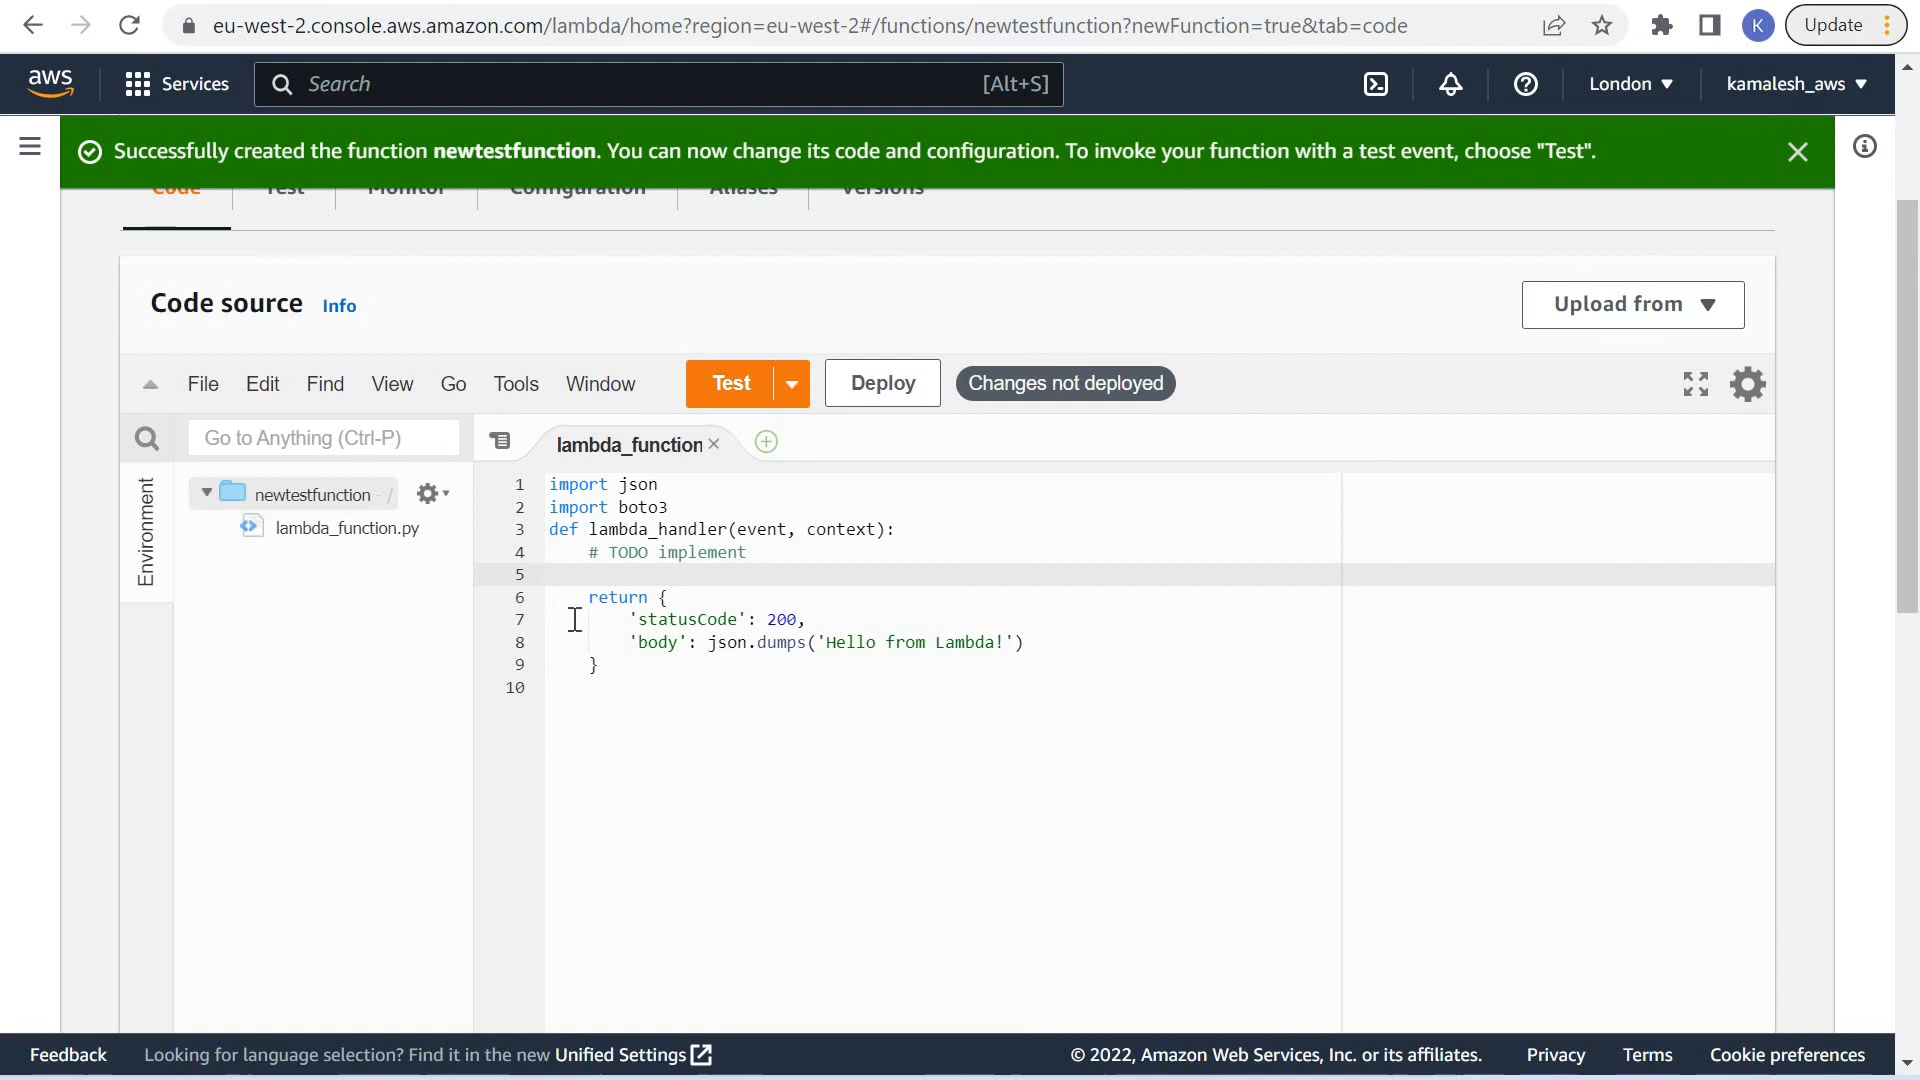 eu-west-2.console.aws.amazon.com/lambda/home?region=eu-west-2#/functions/newtestfunction?newFunction=true&tab=code
K
Update
aws
Services
Search
[Alt+S]
London
kamalesh_aws
Successfully created the function newtestfunction. You can now change its code and configuration. To invoke your function with a test event, choose "Test".
Code
Test
Monitor
Configuration
Aliases
Versions
Code source
Info
Upload from
File
Edit
Find
View
Go
Tools
Window
Test
Deploy
Changes not deployed
Go to Anything (Ctrl-P)
lambda_function
Environment
newtestfunction - /
lambda_function.py
1 import json
2 import boto3
3 def lambda_handler(event, context):
4     # TODO implement
5
6     return {
7         'statusCode': 200,
8         'body': json.dumps('Hello from Lambda!')
9     }
10
Feedback
Looking for language selection? Find it in the new Unified Settings
© 2022, Amazon Web Services, Inc. or its affiliates.
Privacy
Terms
Cookie preferences